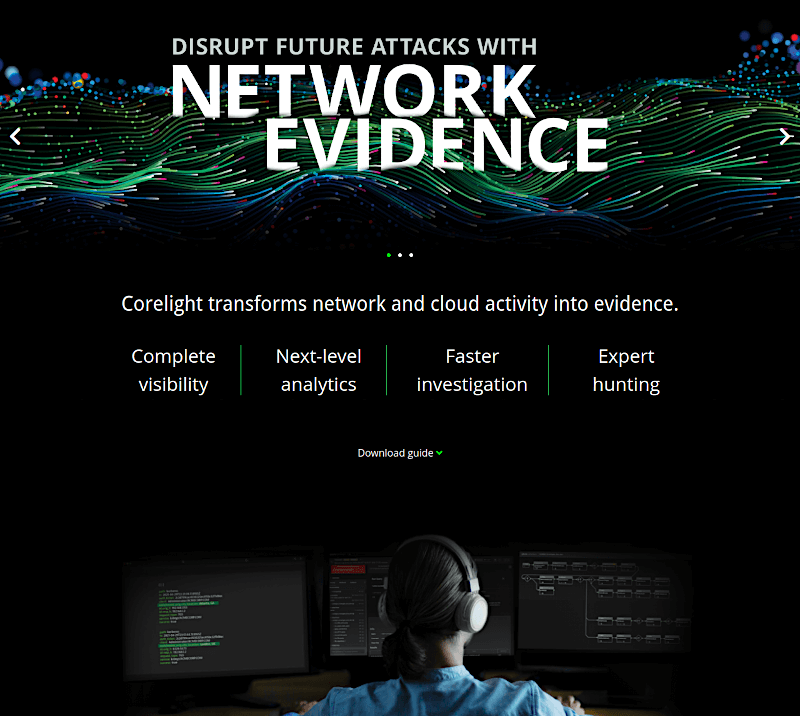 DISRUPT FUTURE ATTACKS WITH
NETWORK
EVIDENCE
Corelight transforms network and cloud activity into evidence.
Complete
visibility
Next-level
analytics
Faster
investigation
Expert
hunting
Download guide